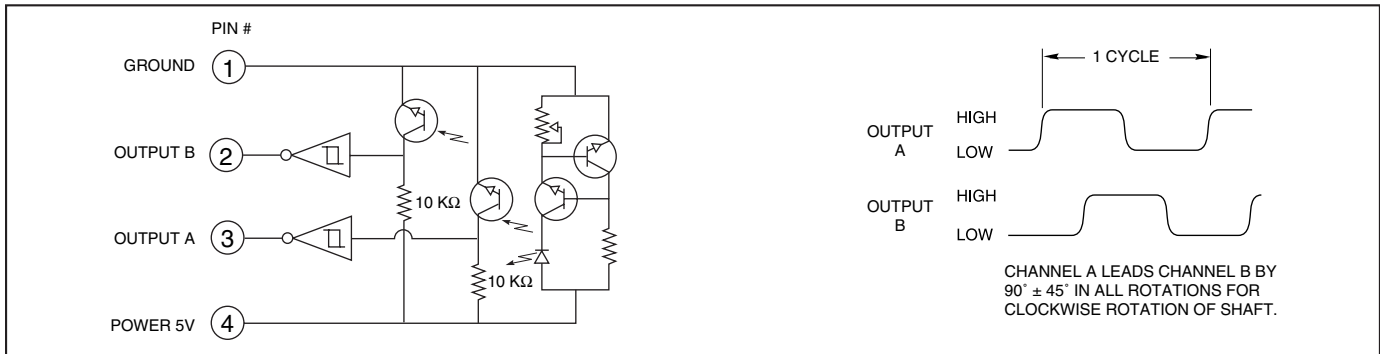 PIN #
GROUND 1
OUTPUT B 2
10 KΩ
OUTPUT A 3
10 KΩ
POWER 5V 4
1 CYCLE
OUTPUT
A
HIGH
LOW
OUTPUT
B
HIGH
LOW
CHANNEL A LEADS CHANNEL B BY
90˚ ± 45˚ IN ALL ROTATIONS FOR
CLOCKWISE ROTATION OF SHAFT.